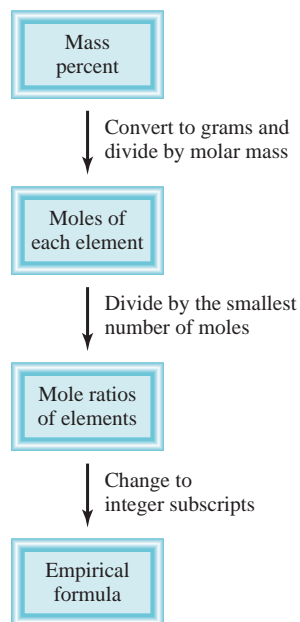 Mass
percent
Convert to grams and
divide by molar mass
Moles of
each element
Divide by the smallest
number of moles
Mole ratios
of elements
Change to
integer subscripts
Empirical
formula